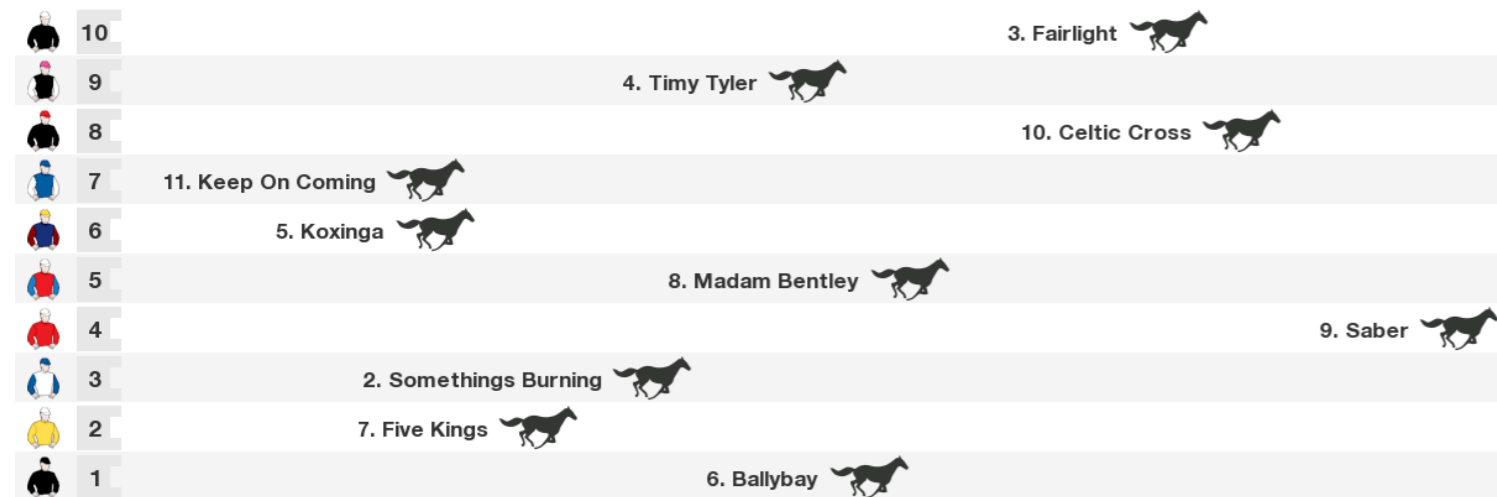 10 3. Fairlight
9 4. Timy Tyler
8 10. Celtic Cross
7 11. Keep On Coming
6 5. Koxinga
5 8. Madam Bentley
4 9. Saber
3 2. Somethings Burning
2 7. Five Kings
1 6. Ballybay